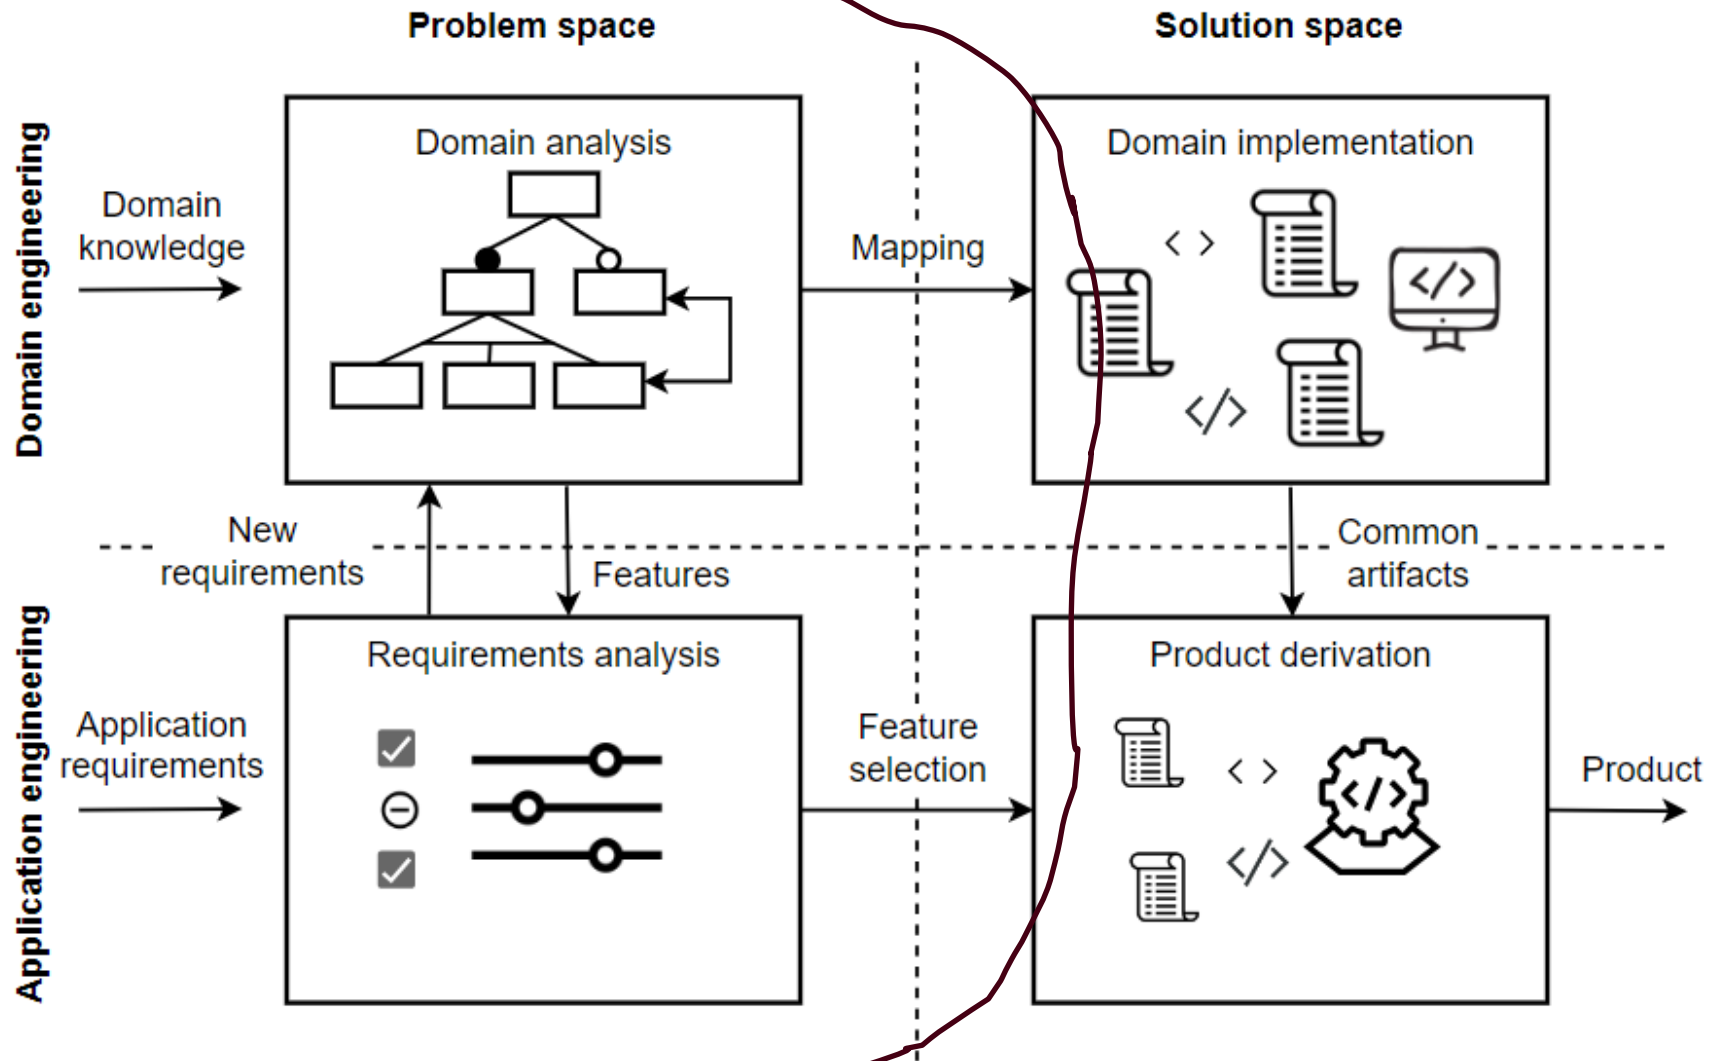 Problem space
Solution space
Domain engineering
Domain
knowledge
Domain analysis
Mapping
Domain implementation
< >
</>
</>
New
requirements
Features
Common
artifacts
Application engineering
Application
requirements
Requirements analysis
Feature
selection
Product derivation
< >
</>
</>
Product